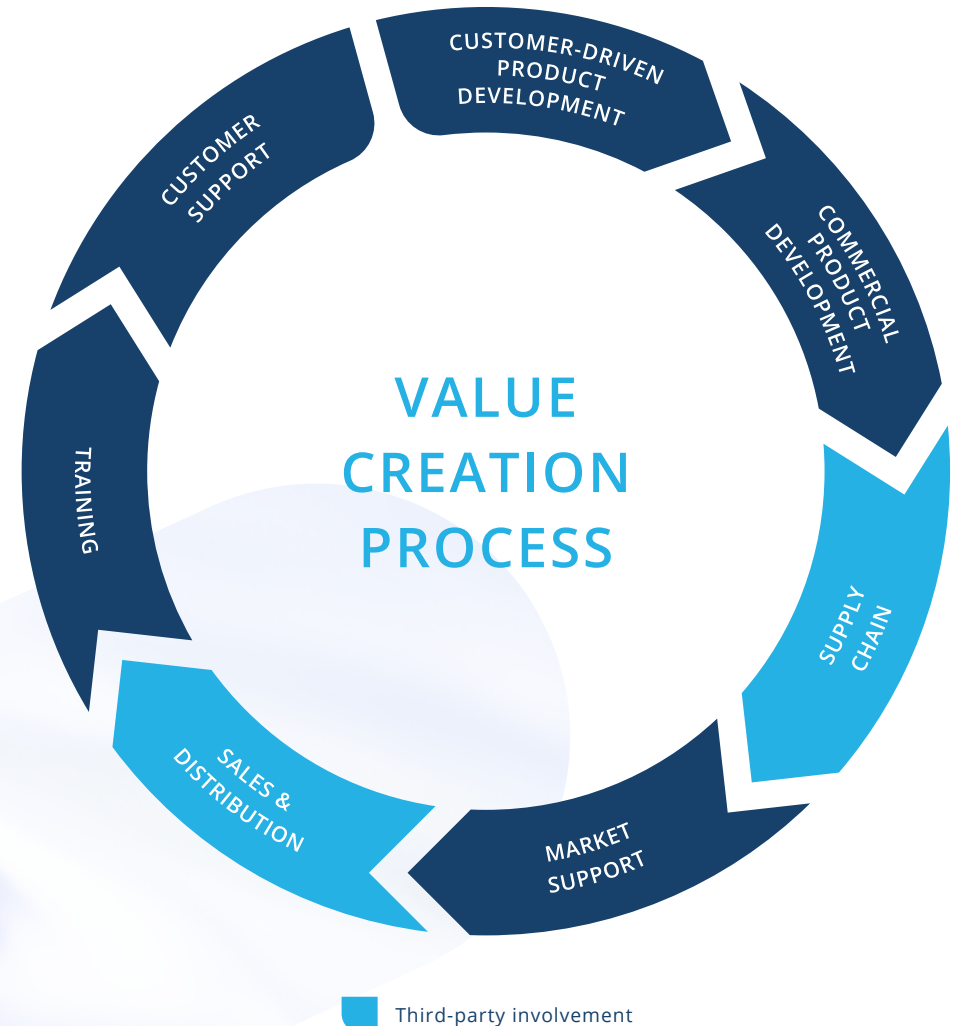 CUSTOMER-DRIVEN
PRODUCT
DEVELOPMENT
COMMERCIAL
PRODUCT
DEVELOPMENT
SUPPLY
CHAIN
MARKET
SUPPORT
SALES &
DISTRIBUTION
TRAINING
CUSTOMER
SUPPORT
VALUE
CREATION
PROCESS
Third-party involvement